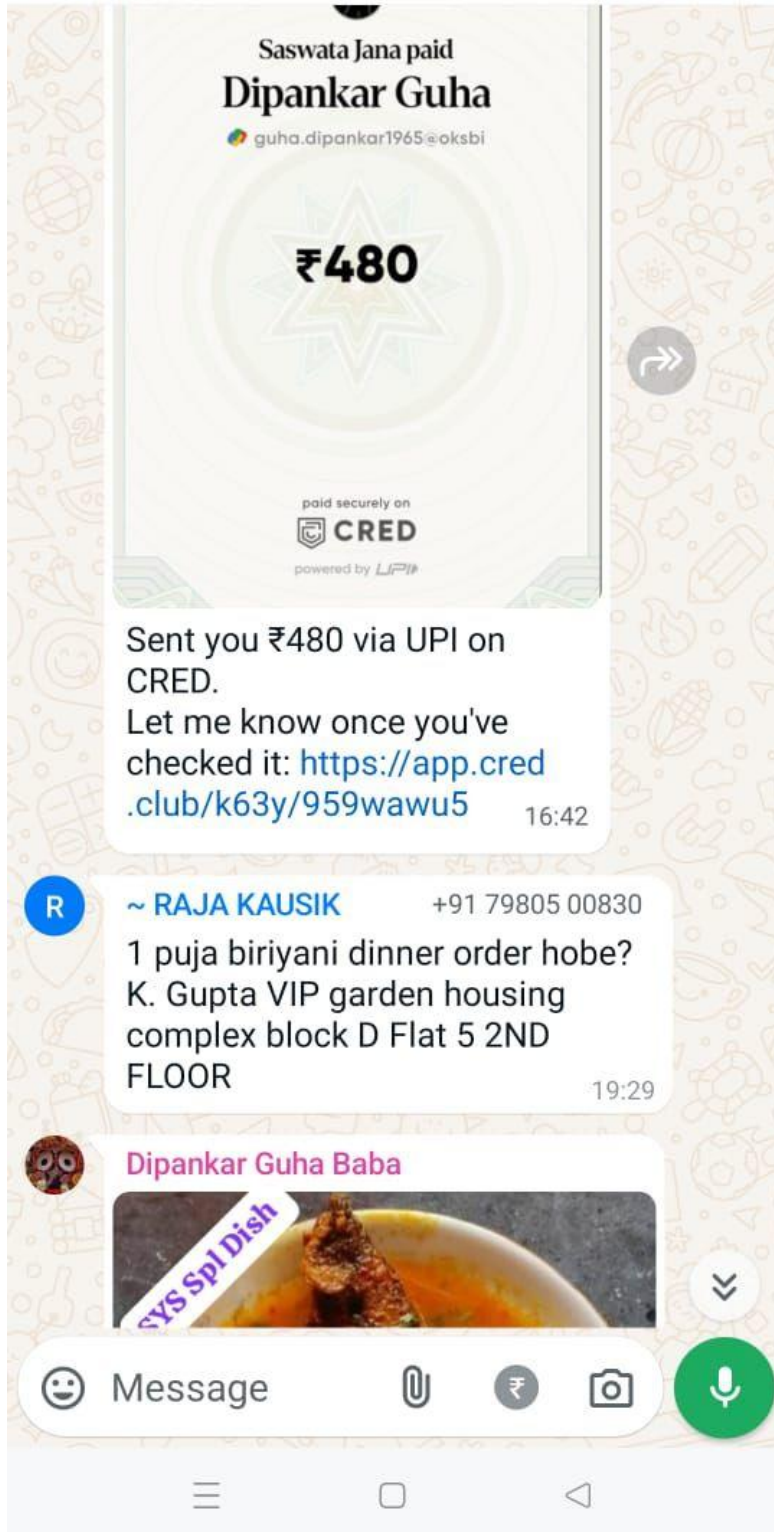 Saswata Jana paid
Dipankar Guha
guha.dipankar1965@oksbi
₹480
paid securely on
CRED
powered by UPI
Sent you ₹480 via UPI on
CRED.
Let me know once you've
checked it: https://app.cred
.club/k63y/959wawu5 16:42
R ~ RAJA KAUSIK +91 79805 00830
1 puja biriyani dinner order hobe?
K. Gupta VIP garden housing
complex block D Flat 5 2ND
FLOOR 19:29
Dipankar Guha Baba
SYS Spl Dish
Message